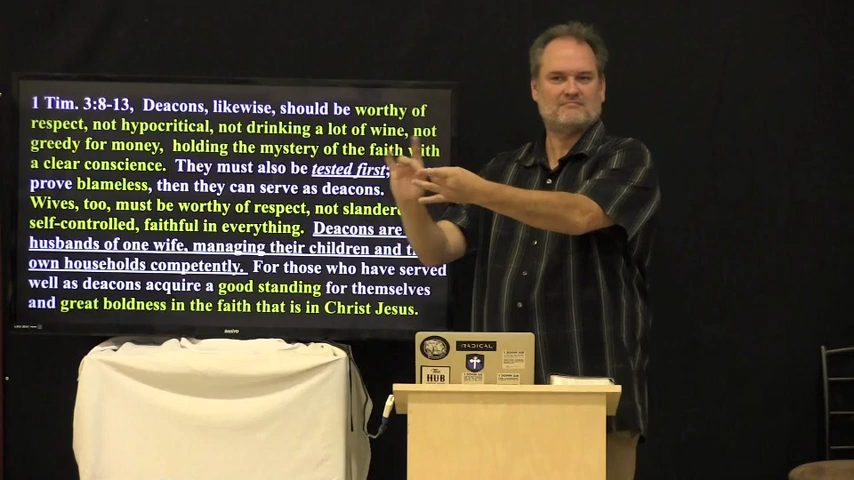 1 Tim. 3:8-13, Deacons, likewise, should be worthy of
respect, not hypocritical, not drinking a lot of wine, not
greedy for money, holding the mystery of the faith with
a clear conscience. They must also be tested first;
prove blameless, then they can serve as deacons.
Wives, too, must be worthy of respect, not slander
self-controlled, faithful in everything. Deacons are
husbands of one wife, managing their children and
own households competently. For those who have served
well as deacons acquire a good standing for themselves
and great boldness in the faith that is in Christ Jesus.
SANYO
RADICAL
HUB